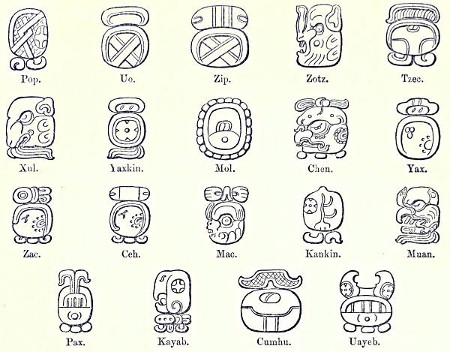 Pop. Uo. Zip. Zotz. Tzec.
Xul. Yaxkin. Mol. Chen. Yax.
Zac. Ceh. Mac. Kankin. Muan.
Pax. Kayab. Cumhu. Uayeb.